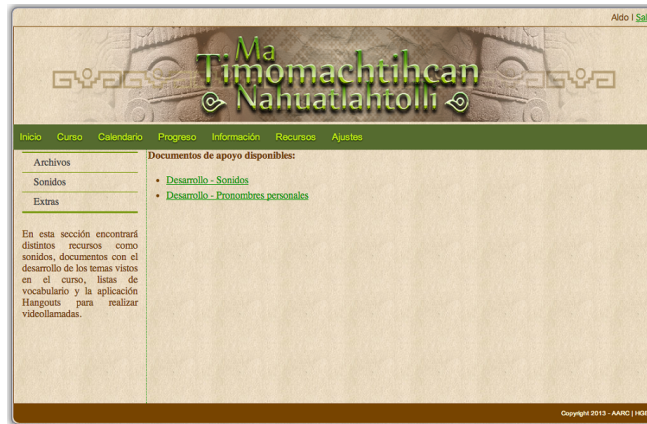 Aldo |
Ma
Timomachtihcan
Nahuatlahtolli
Inicio Curso Calendario Progreso Información Recursos Ajustes
Archivos
Sonidos
Extras
En esta sección encontrará
distintos recursos como
sonidos, documentos con el
desarrollo de los temas vistos
en el curso, listas de
vocabulario y la aplicación
Hangouts para realizar
videollamadas.
Documentos de apoyo disponibles:
• Desarrollo - Sonidos
• Desarrollo - Pronombres personales
Copyright 2013 - AARC |